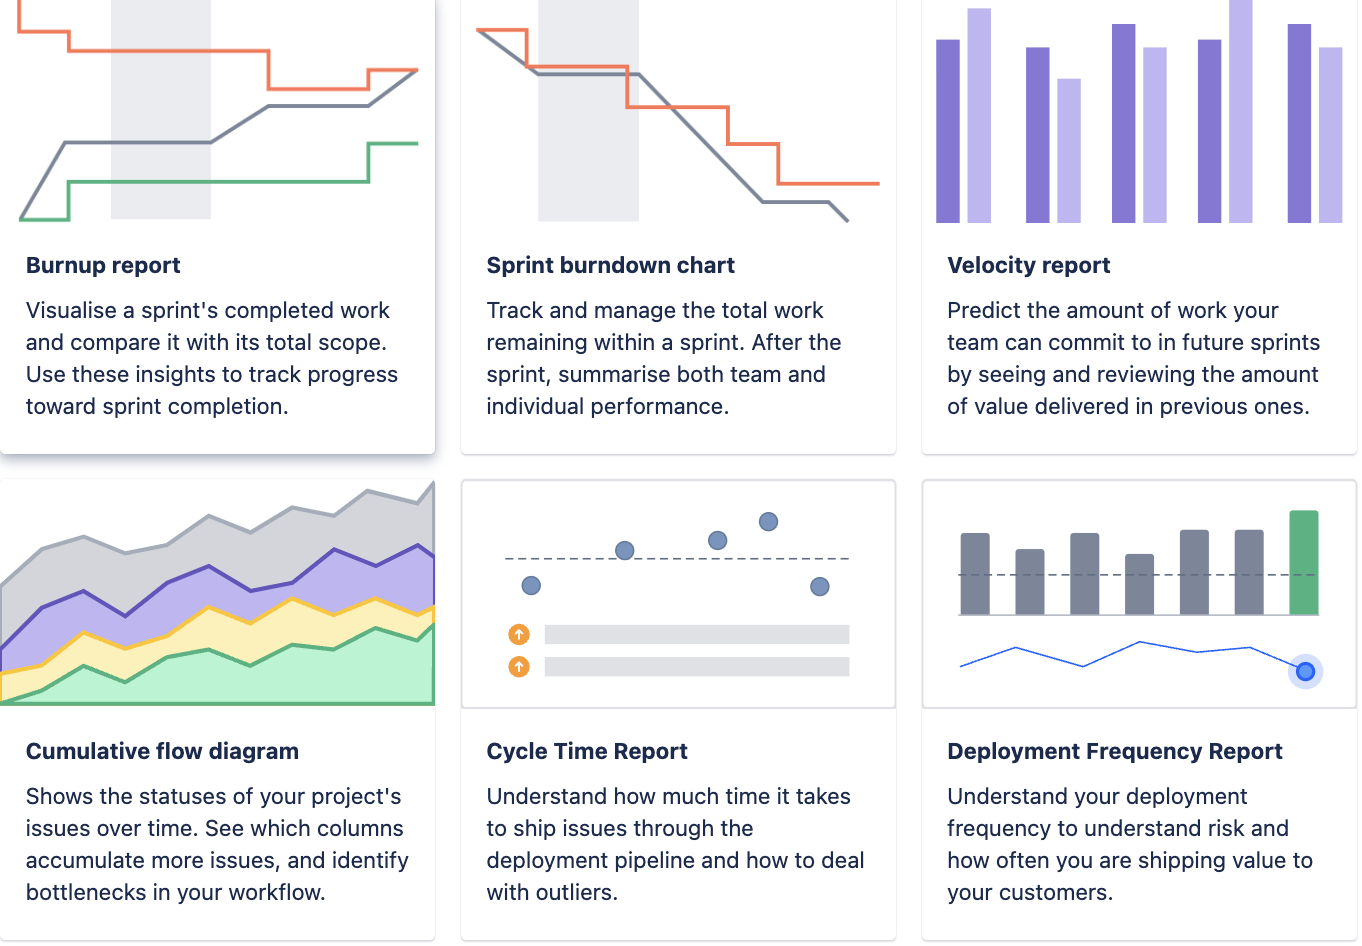 Burnup report
Visualise a sprint's completed work
and compare it with its total scope.
Use these insights to track progress
toward sprint completion.
Sprint burndown chart
Track and manage the total work
remaining within a sprint. After the
sprint, summarise both team and
individual performance.
Velocity report
Predict the amount of work your
team can commit to in future sprints
by seeing and reviewing the amount
of value delivered in previous ones.
Cumulative flow diagram
Shows the statuses of your project's
issues over time. See which columns
accumulate more issues, and identify
bottlenecks in your workflow.
Cycle Time Report
Understand how much time it takes
to ship issues through the
deployment pipeline and how to deal
with outliers.
Deployment Frequency Report
Understand your deployment
frequency to understand risk and
how often you are shipping value to
your customers.